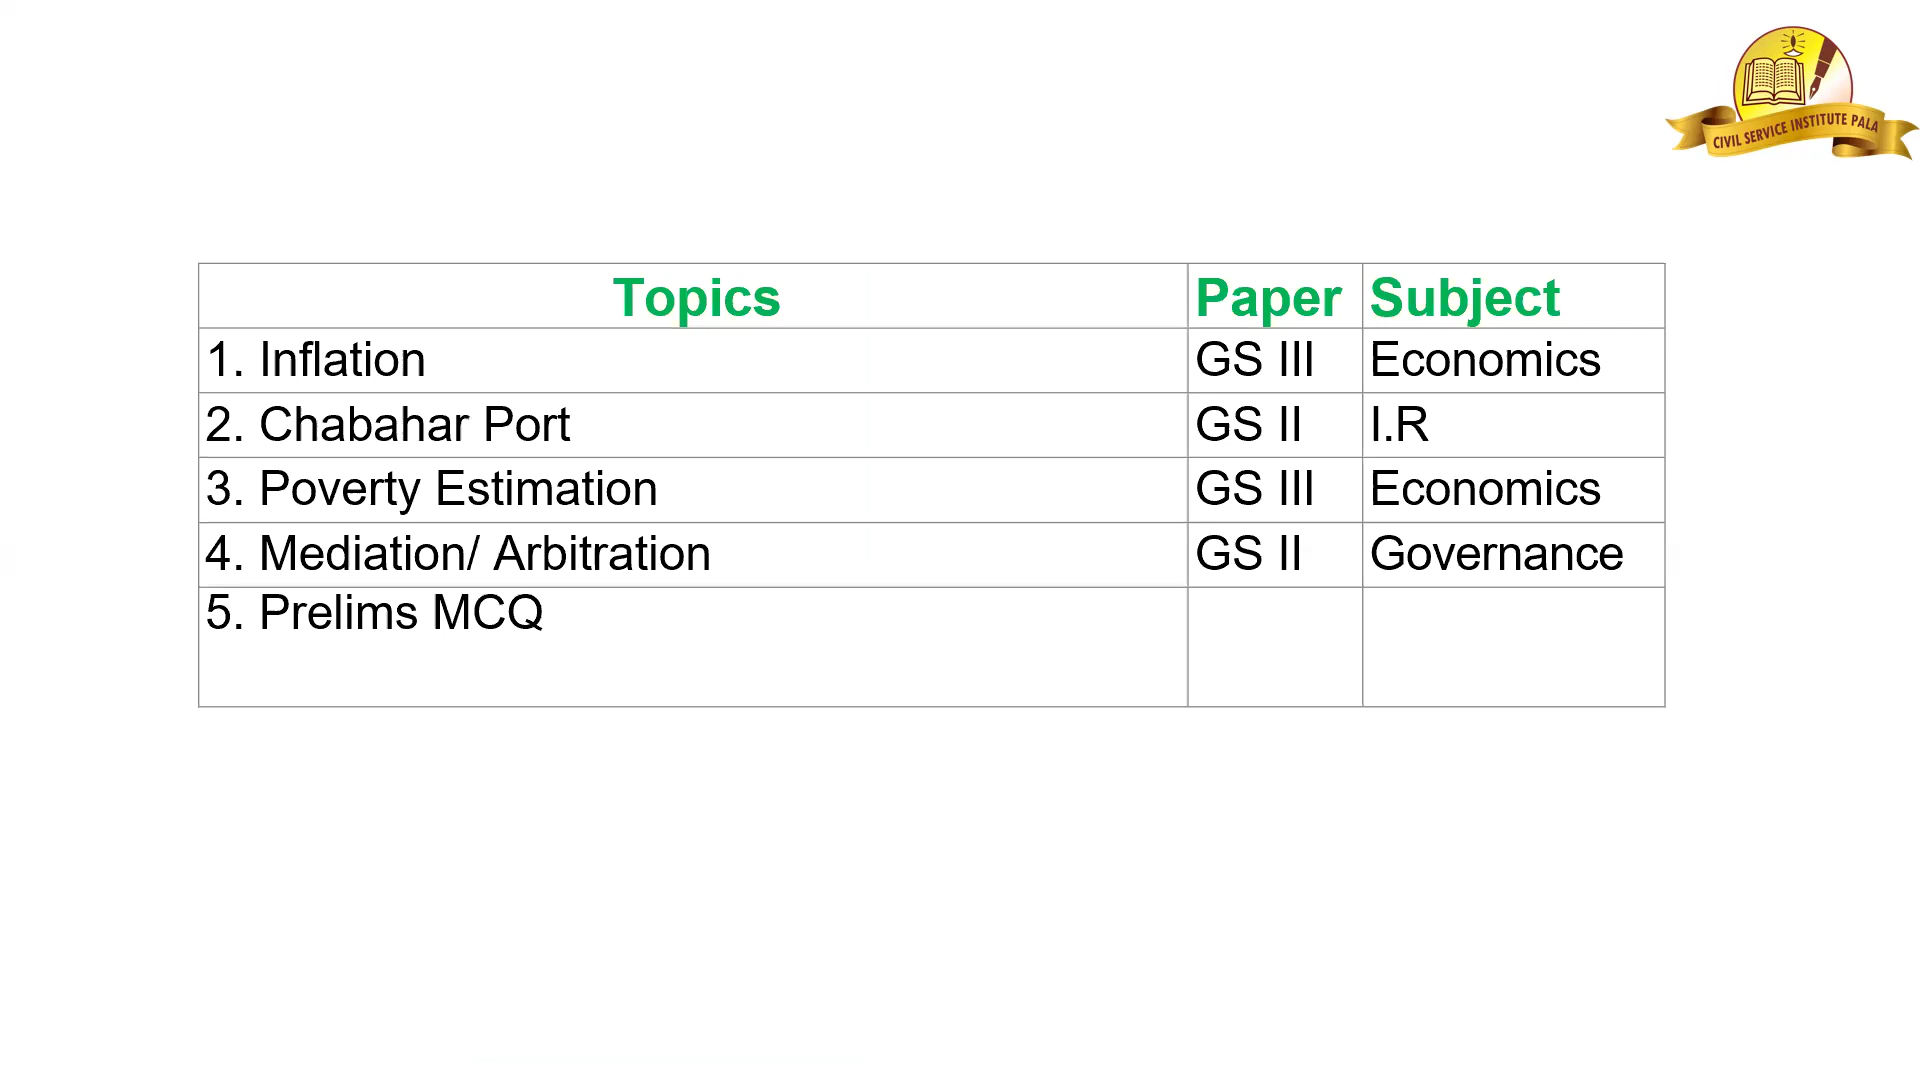 CIVIL SERVICE INSTITUTE PALA
Topics Paper Subject
1. Inflation GS III Economics
2. Chabahar Port GS II I.R
3. Poverty Estimation GS III Economics
4. Mediation/ Arbitration GS II Governance
5. Prelims MCQ